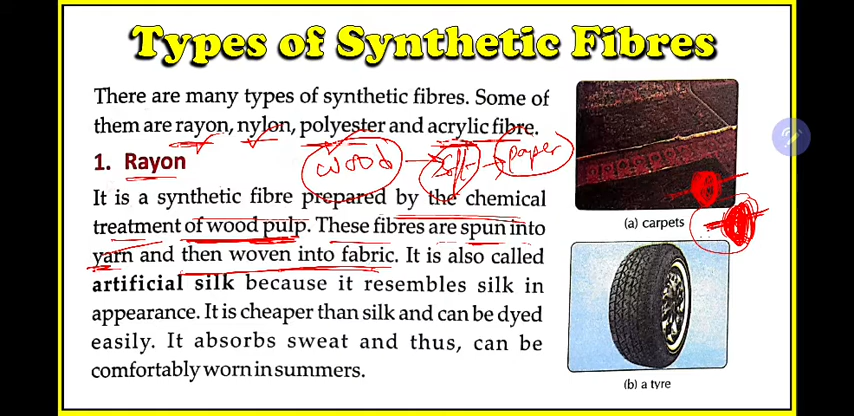 Types of Synthetic Fibres
There are many types of synthetic fibres. Some of
them are rayon, nylon, polyester and acrylic fibre.
1. Rayon
wood → soft → paper
It is a synthetic fibre prepared by the chemical
treatment of wood pulp. These fibres are spun into
yarn and then woven into fabric. It is also called
artificial silk because it resembles silk in
appearance. It is cheaper than silk and can be dyed
easily. It absorbs sweat and thus, can be
comfortably worn in summers.
(a) carpets
(b) a tyre